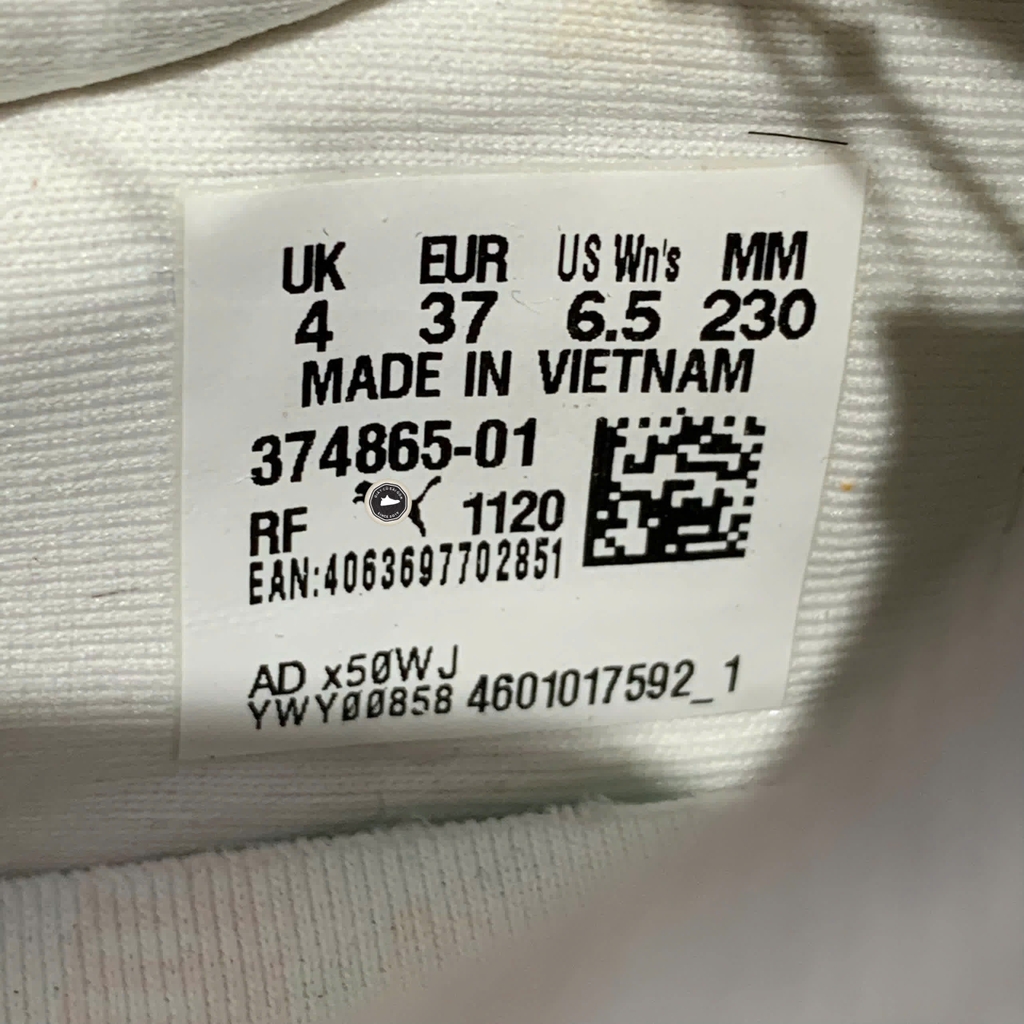 UK EUR US Wn's MM
4 37 6.5 230
MADE IN VIETNAM
374865-01
RF 1120
EAN:4063697702851
AD x50WJ
YWY00858 4601017592_1